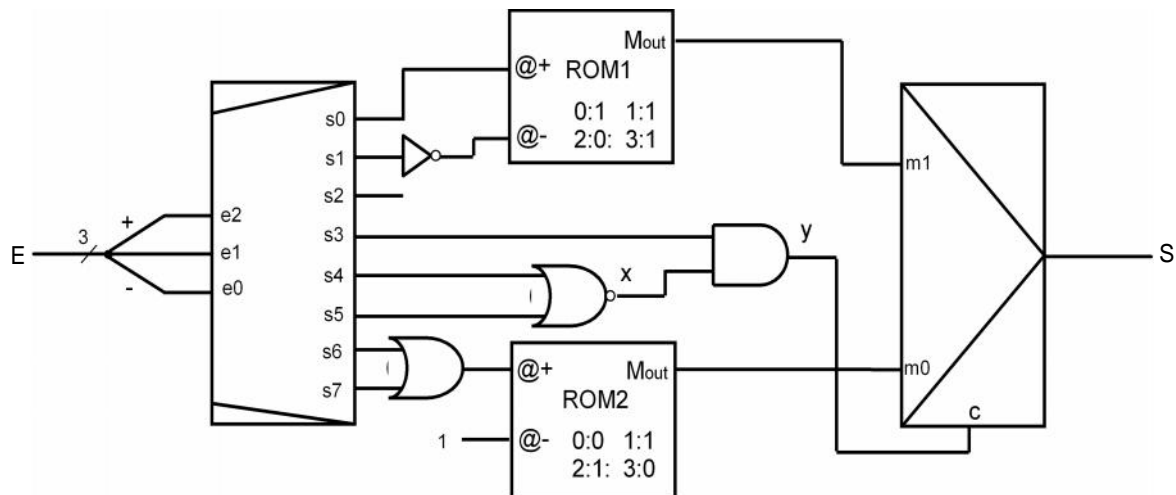 Mout
@+
ROM1
0:1 1:1
@-
2:0: 3:1
s0
s1
s2
s3
s4
s5
s6
s7
e2
e1
e0
+
-
3
E
x
y
m1
m0
c
S
@+
Mout
ROM2
1
@-
0:0 1:1
2:1: 3:0